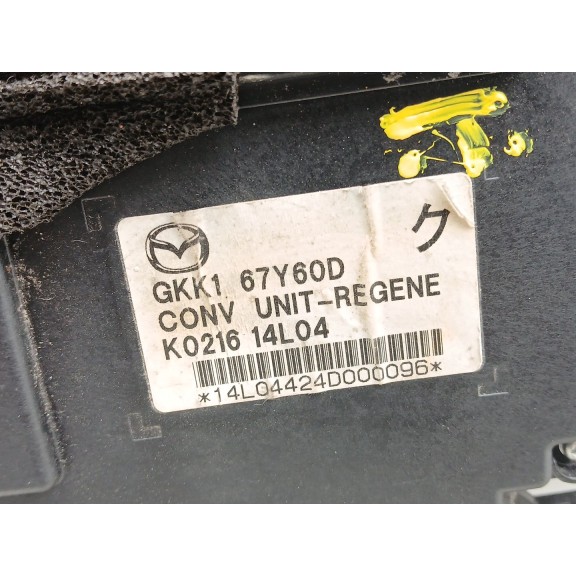 ク
GKK1 67Y60D
CONV UNIT-REGENE
K0216 14L04
*14L04424D000096*